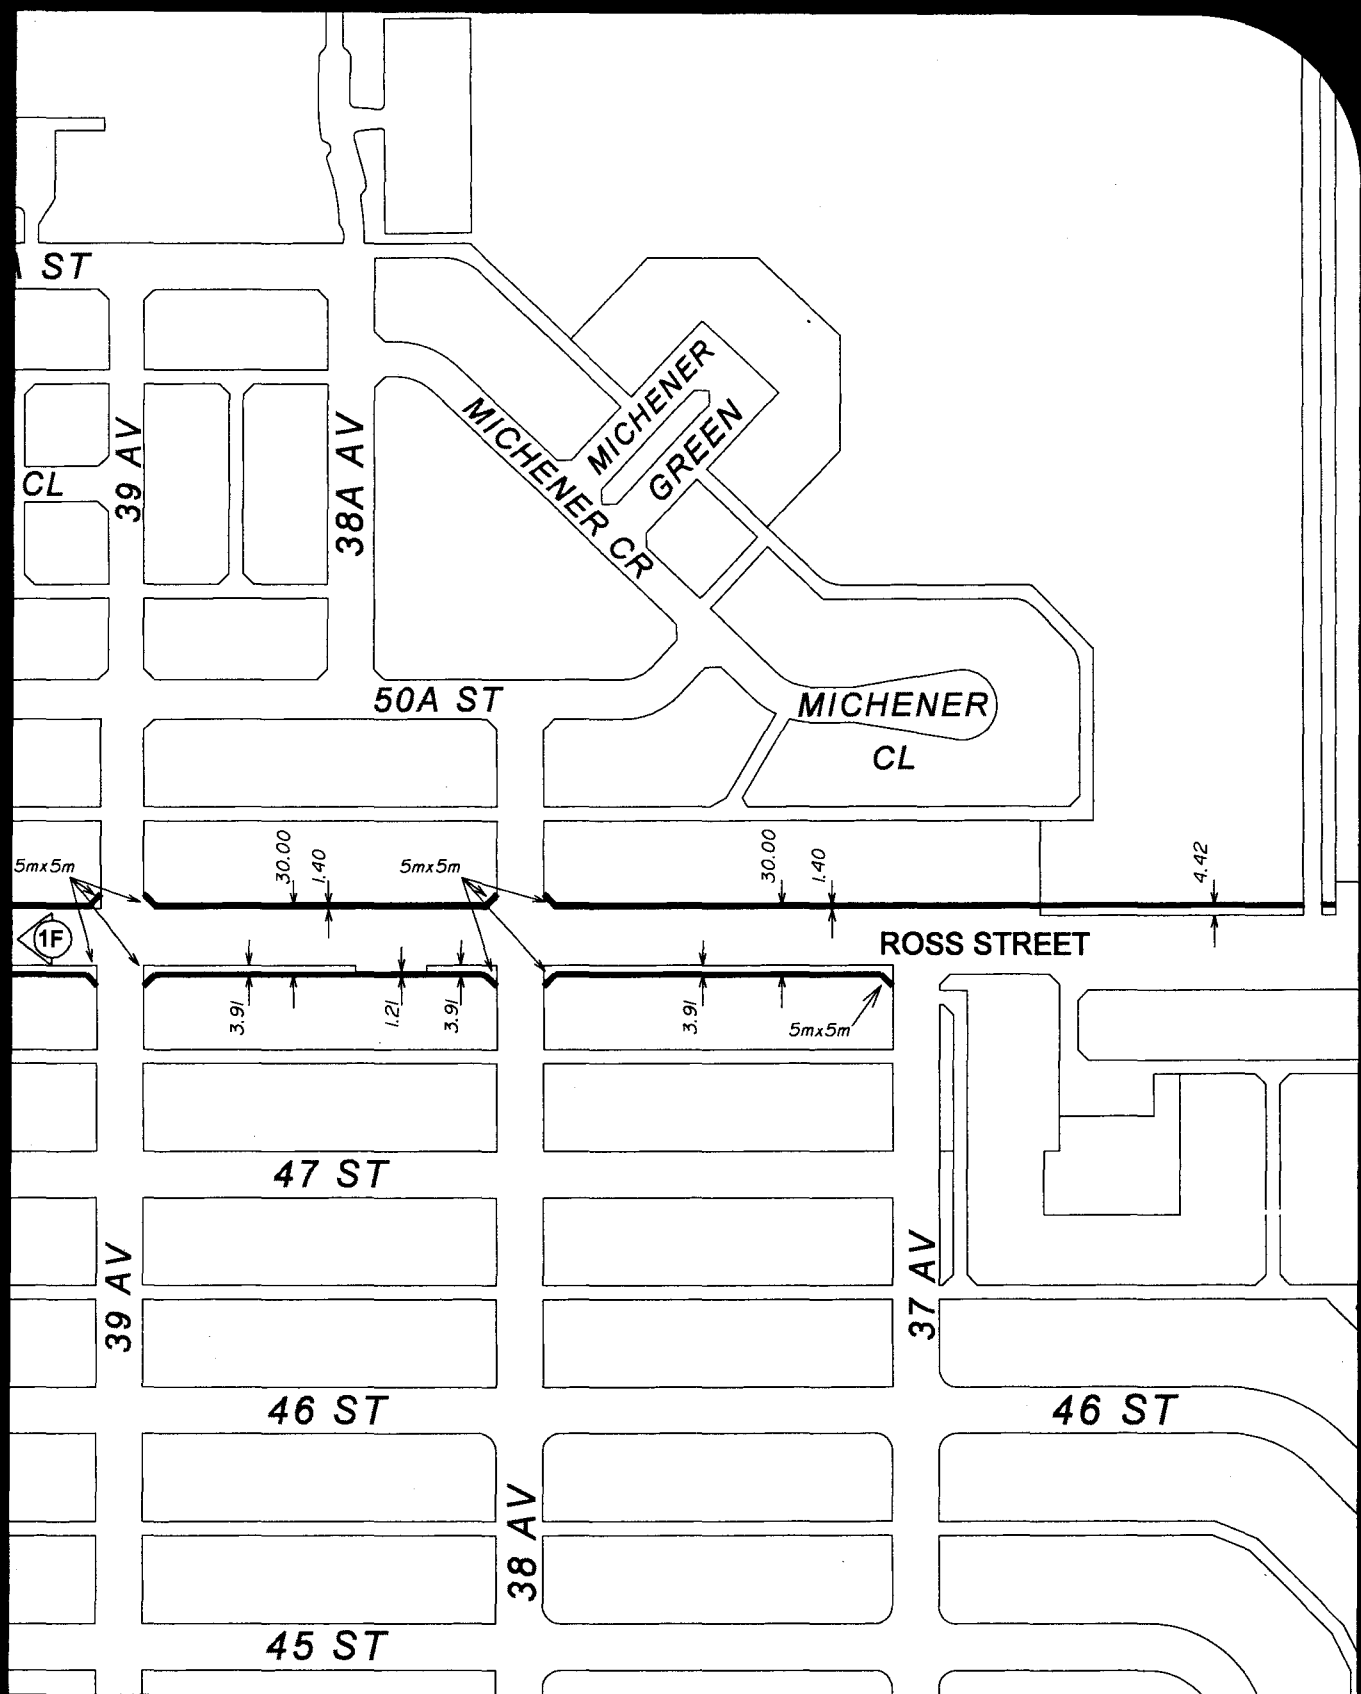 ST
MICHENER
MICHENER
GREEN
MICHENER CR
39 AV
38A AV
CL
50A ST
MICHENER
CL
5mx5m
30.00
1.40
5mx5m
30.00
1.40
4.42
1F
ROSS STREET
3.91
1.21
3.91
3.91
5mx5m
47 ST
39 AV
37 AV
46 ST
46 ST
38 AV
45 ST